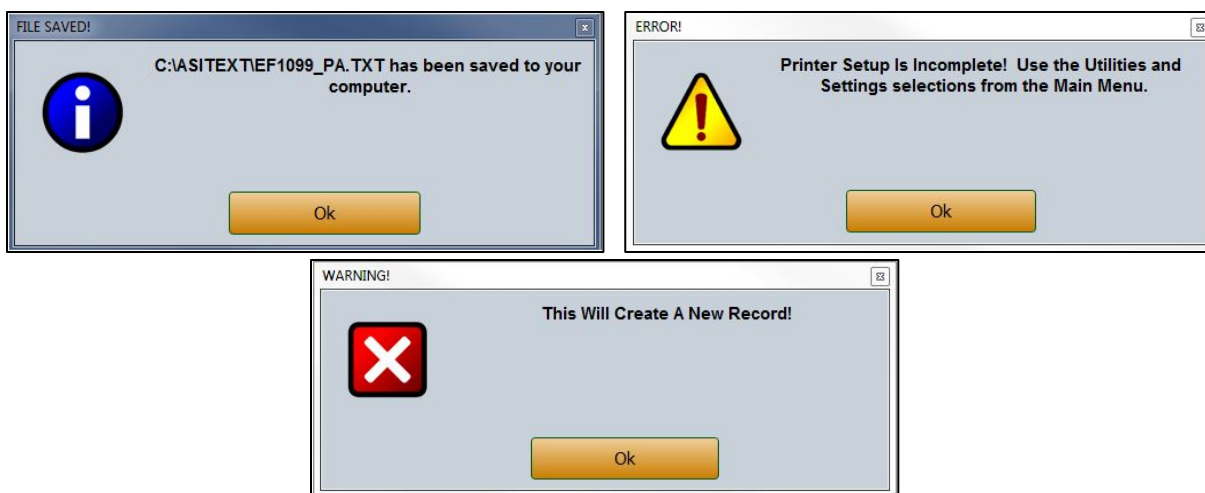 FILE SAVED!
C:\ASITEXT\EF1099_PA.TXT has been saved to your
computer.
Ok
ERROR!
Printer Setup Is Incomplete!  Use the Utilities and
Settings selections from the Main Menu.
Ok
WARNING!
This Will Create A New Record!
Ok